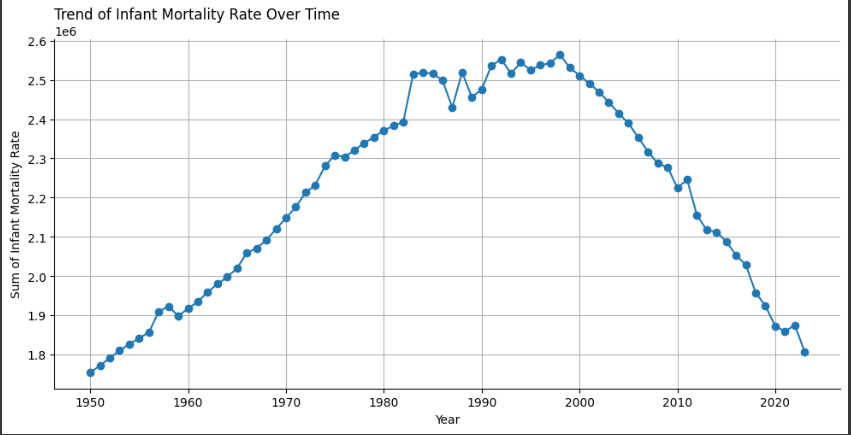 Trend of Infant Mortality Rate Over Time
1e6
2.6
2.5
2.4
2.3
2.2
2.1
2.0
1.9
1.8
Sum of Infant Mortality Rate
1950 1960 1970 1980 1990 2000 2010 2020
Year